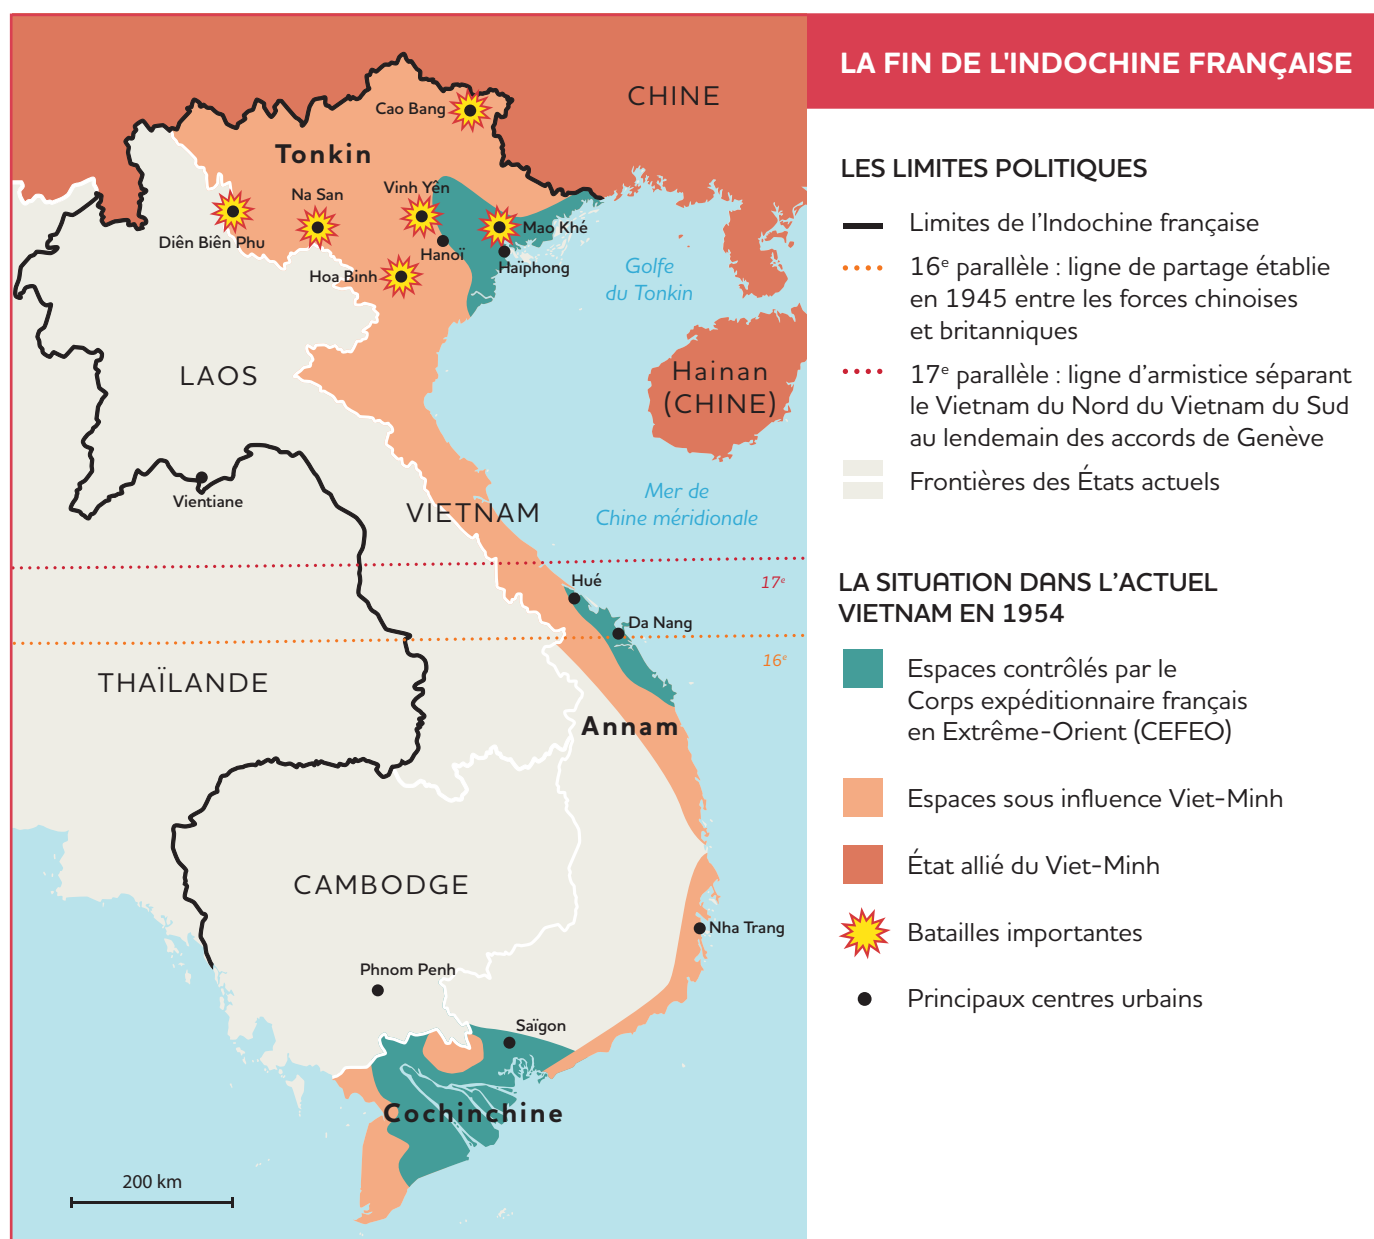 LA FIN DE L'INDOCHINE FRANÇAISE
CHINE
Cao Bang
Tonkin
Na San
Vinh Yên
Diên Biên Phu
Mao Khé
Hanoï
Haïphong
Hoa Binh
Golfe
du Tonkin
LAOS
Hainan
(CHINE)
Vientiane
VIETNAM
Mer de
Chine méridionale
17e
Hué
Da Nang
16e
THAÏLANDE
Annam
CAMBODGE
Nha Trang
Phnom Penh
Saïgon
Cochinchine
200 km
LES LIMITES POLITIQUES
Limites de l'Indochine française
16e parallèle : ligne de partage établie
en 1945 entre les forces chinoises
et britanniques
17e parallèle : ligne d'armistice séparant
le Vietnam du Nord du Vietnam du Sud
au lendemain des accords de Genève
Frontières des États actuels
LA SITUATION DANS L'ACTUEL
VIETNAM EN 1954
Espaces contrôlés par le
Corps expéditionnaire français
en Extrême-Orient (CEFEO)
Espaces sous influence Viet-Minh
État allié du Viet-Minh
Batailles importantes
Principaux centres urbains